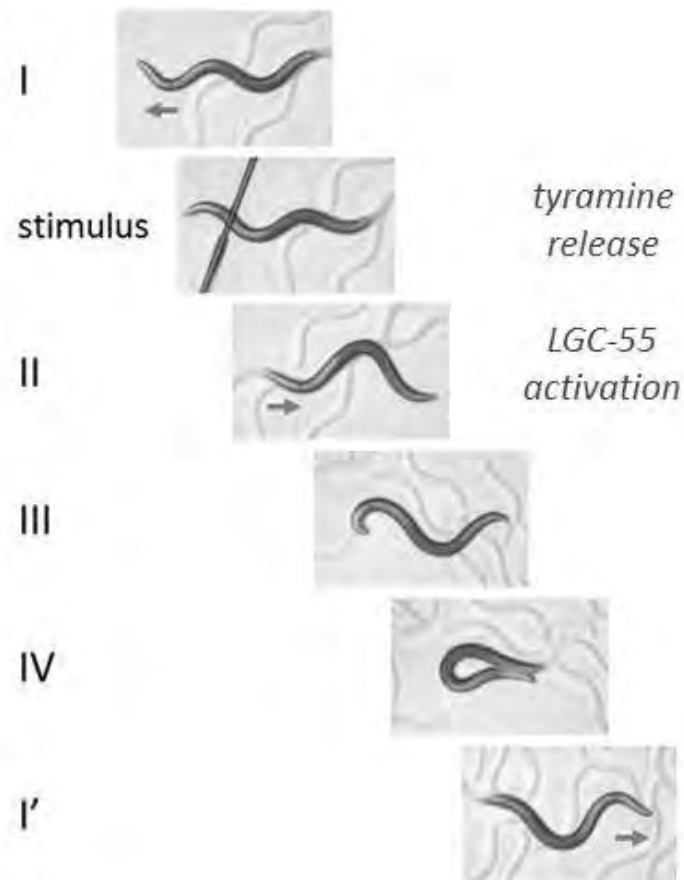 I
stimulus
tyramine
release
II
LGC-55
activation
III
IV
I’